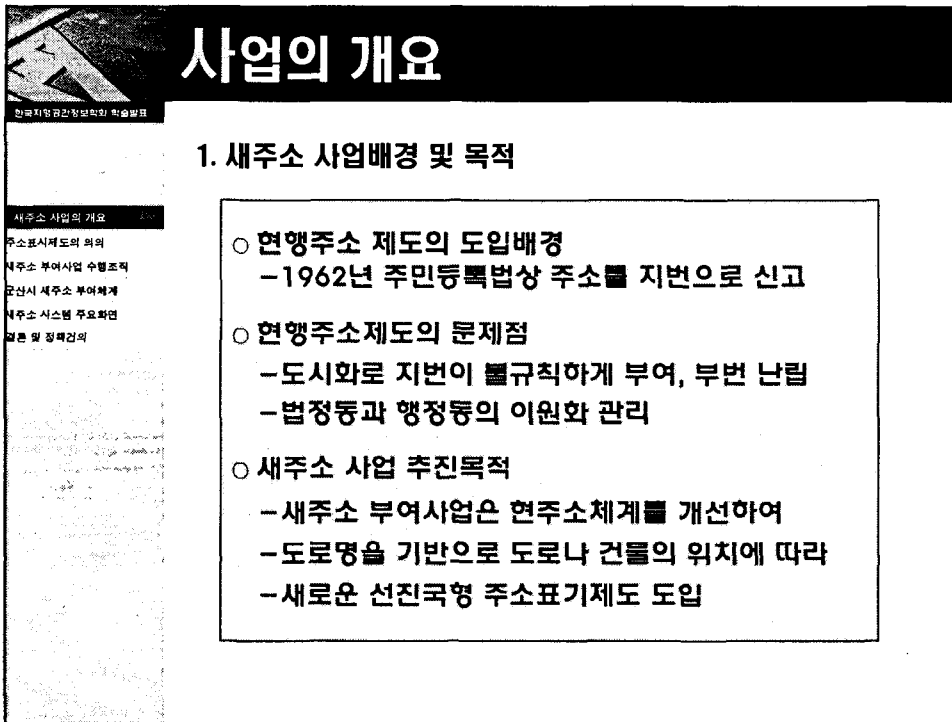 사업의 개요
한국지형공간정보학회 학술발표
1. 새주소 사업배경 및 목적
새주소 사업의 개요
주소표시제도의 의의
새주소 부여사업 수행조직
군산시 새주소 부여체계
새주소 시스템 주요화면
결론 및 정책건의
○ 현행주소 제도의 도입배경
-1962년 주민등록법상 주소를 지번으로 신고
○ 현행주소제도의 문제점
-도시화로 지번이 불규칙하게 부여, 부번 난립
-법정동과 행정동의 이원화 관리
○ 새주소 사업 추진목적
-새주소 부여사업은 현주소체계를 개선하여
-도로명을 기반으로 도로나 건물의 위치에 따라
-새로운 선진국형 주소표기제도 도입